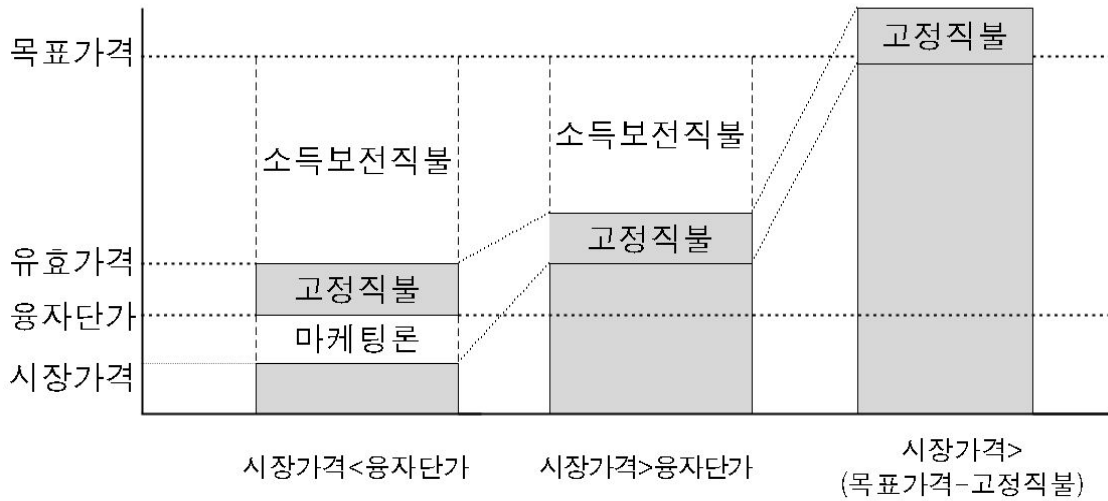 고정직불
목표가격
소득보전직불
소득보전직불
고정직불
유효가격
고정직불
융자단가
마케팅론
시장가격
시장가격<융자단가
시장가격>융자단가
시장가격>
(목표가격-고정직불)